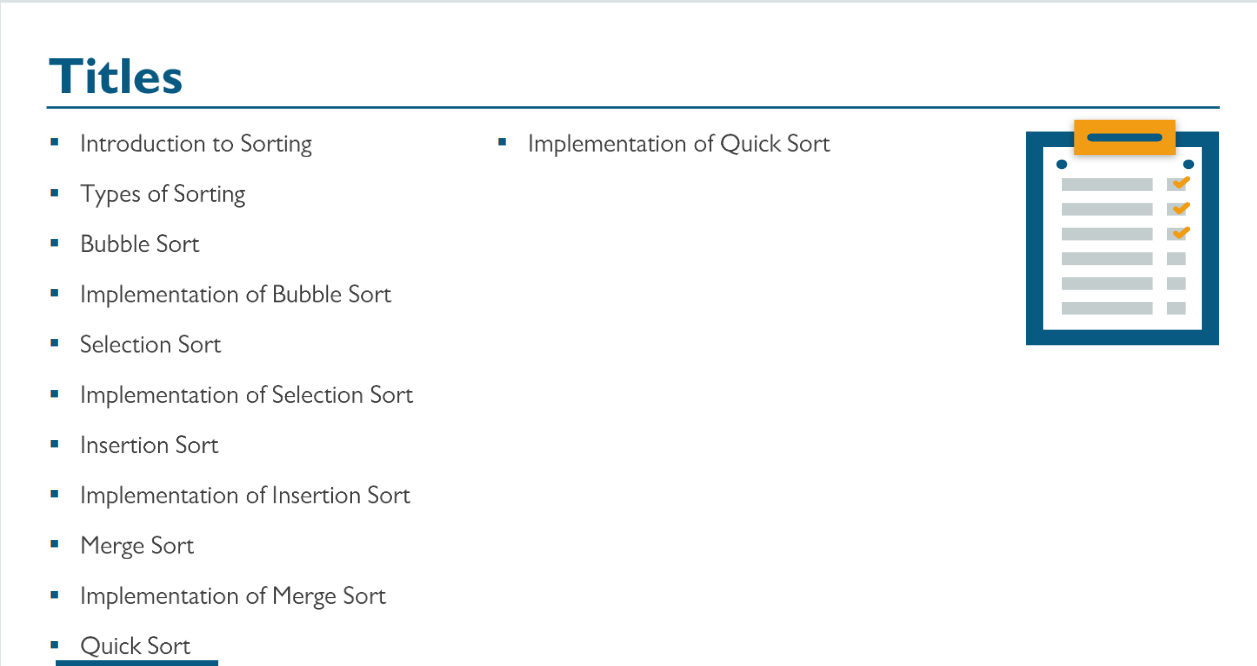 Titles
Introduction to Sorting
Types of Sorting
Bubble Sort
Implementation of Bubble Sort
Selection Sort
Implementation of Selection Sort
Insertion Sort
Implementation of Insertion Sort
Merge Sort
Implementation of Merge Sort
Quick Sort
Implementation of Quick Sort